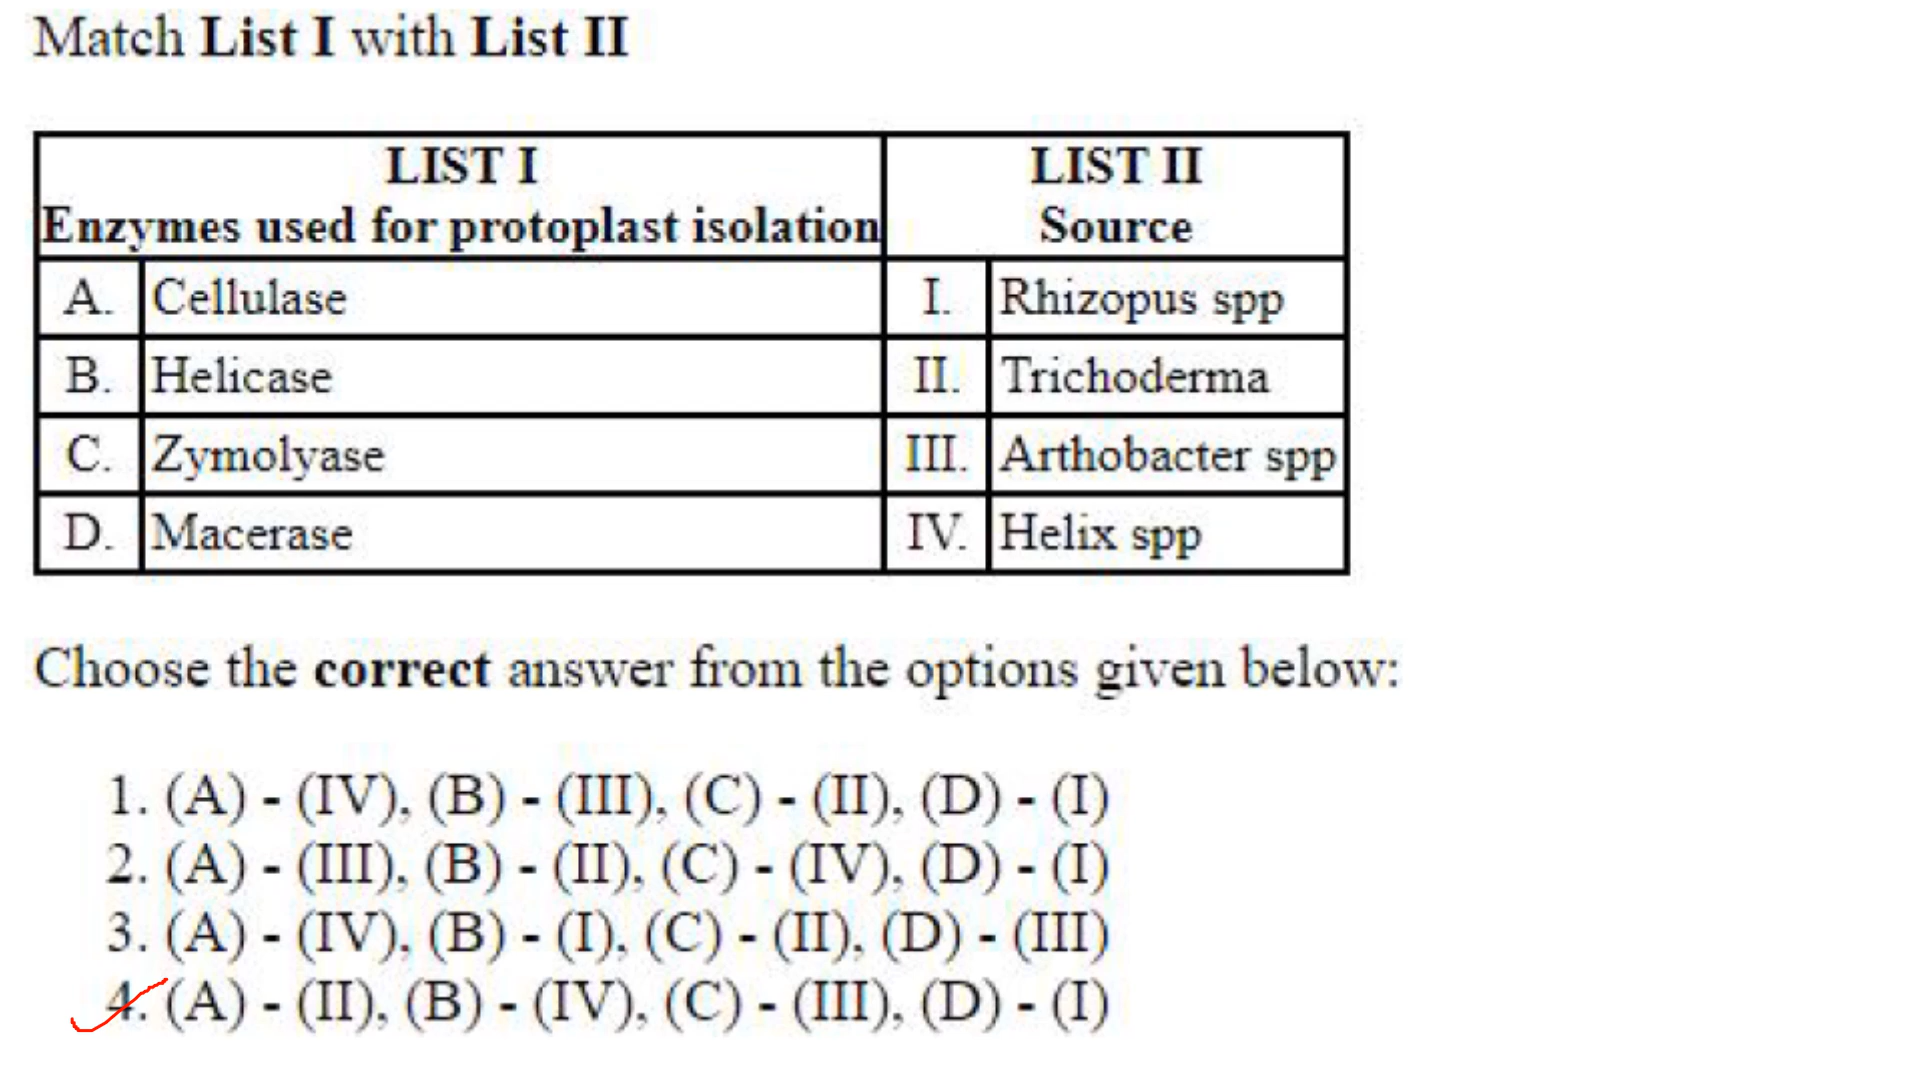 Match List I with List II
LIST I LIST II
Enzymes used for protoplast isolation Source
A. Cellulase I. Rhizopus spp
B. Helicase II. Trichoderma
C. Zymolyase III. Arthobacter spp
D. Macerase IV. Helix spp
Choose the correct answer from the options given below:
1. (A) - (IV), (B) - (III), (C) - (II), (D) - (I)
2. (A) - (III), (B) - (II), (C) - (IV), (D) - (I)
3. (A) - (IV), (B) - (I), (C) - (II), (D) - (III)
4. (A) - (II), (B) - (IV), (C) - (III), (D) - (I)